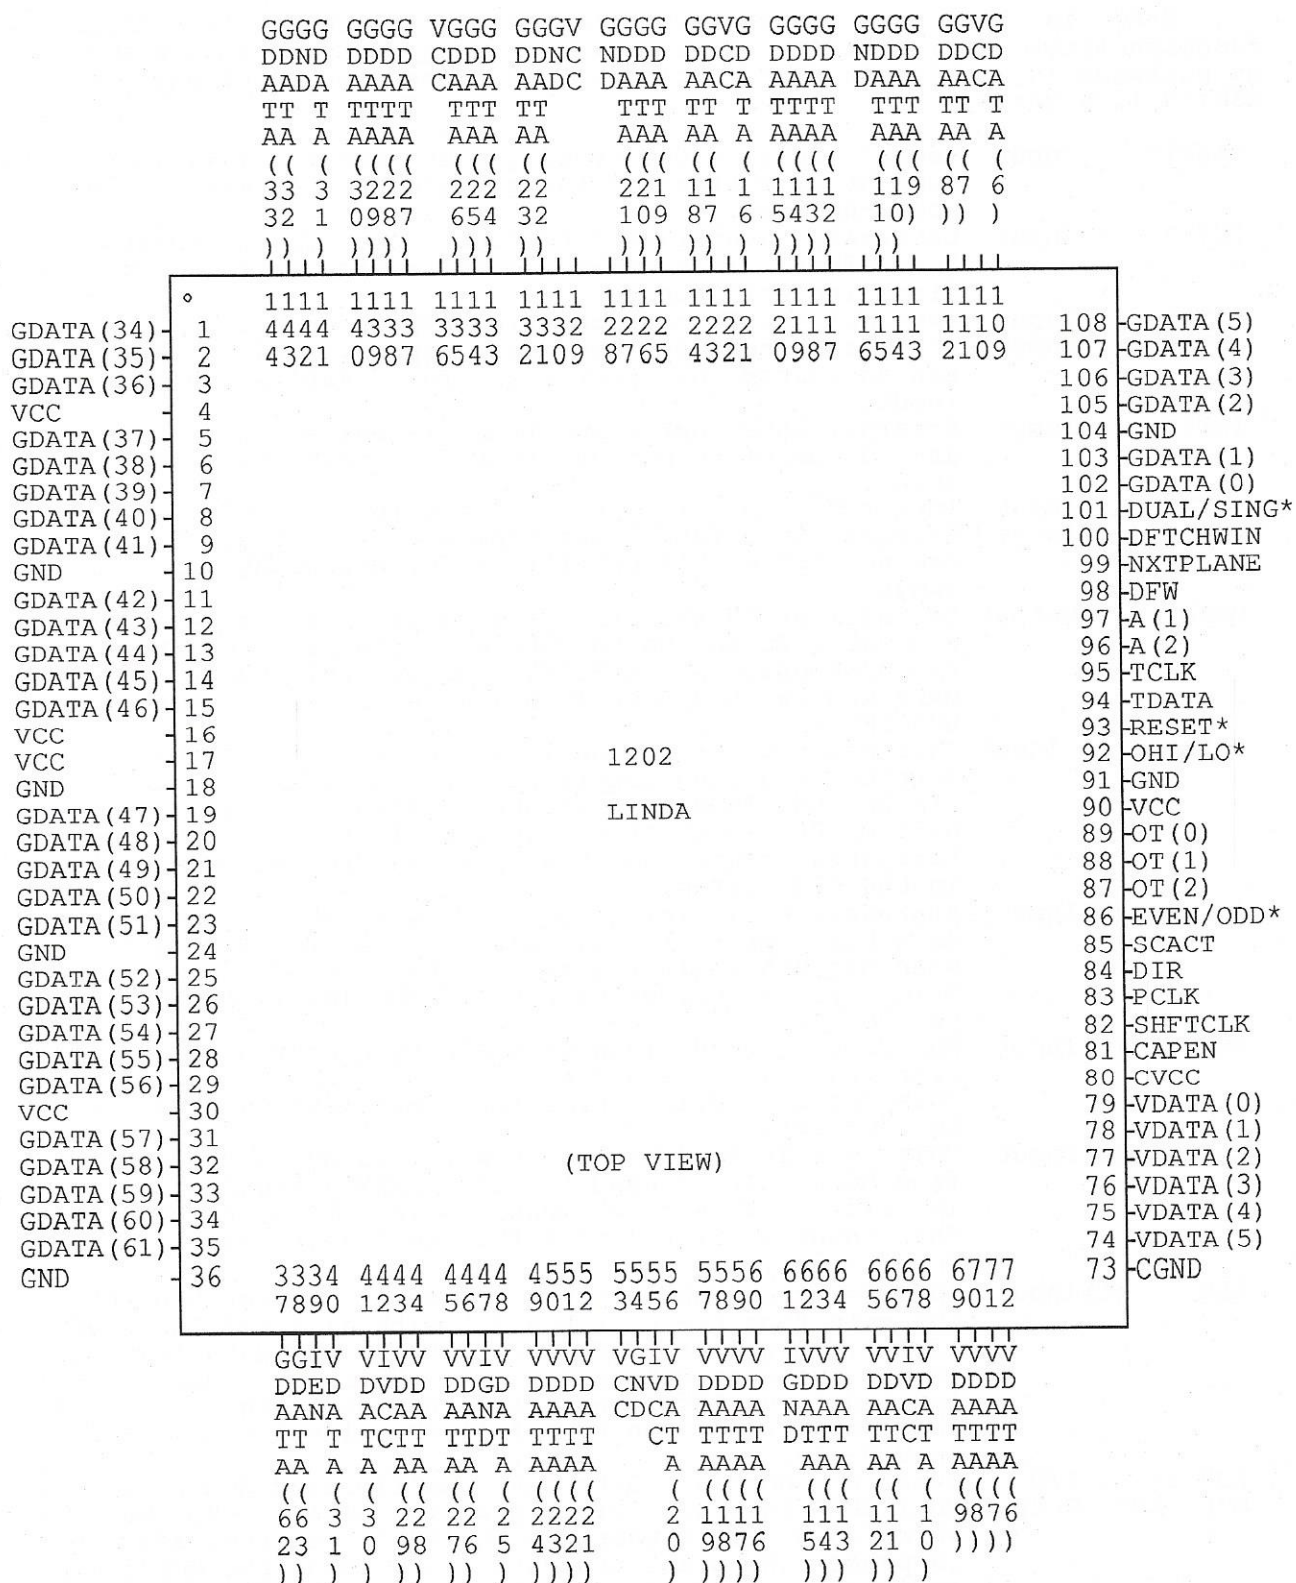 GGGG GGGG VGGG GGGV GGGG GGVG GGGG GGGG GGVG
DDND DDDD CDDD DDNC NDDD DDCD DDDD NDDD DDCD
AADA AAAA CAAA AADC DAAA AACA AAAA DAAA AACA
TT T TTTT TTT TT TTT TT T TTTT TTT TT T
AA A AAAA AAA AA AAA AA A AAAA AAA AA A
(( ( (((( ((( (( ((( (( ( (((( ((( (( (
33 3 3222 222 22 221 11 1 1111 119 87 6
32 1 0987 654 32 109 87 6 5432 10) )) )
)) ) )))) ))) )) ))) )) ) )))) ))
1111 1111 1111 1111 1111 1111 1111 1111 1111
GDATA(34) 1 4444 4333 3333 3332 2222 2222 2111 1111 1110 108 GDATA(5)
GDATA(35) 2 4321 0987 6543 2109 8765 4321 0987 6543 2109 107 GDATA(4)
GDATA(36) 3 106 GDATA(3)
VCC 4 105 GDATA(2)
GDATA(37) 5 104 GND
GDATA(38) 6 103 GDATA(1)
GDATA(39) 7 102 GDATA(0)
GDATA(40) 8 101 DUAL/SING*
GDATA(41) 9 100 DFTCHWIN
GND 10 99 NXTPLANE
GDATA(42) 11 98 DFW
GDATA(43) 12 97 A(1)
GDATA(44) 13 96 A(2)
GDATA(45) 14 95 TCLK
GDATA(46) 15 94 TDATA
VCC 16 93 RESET*
VCC 17 1202 92 OHI/LO*
GND 18 91 GND
GDATA(47) 19 LINDA 90 VCC
GDATA(48) 20 89 OT(0)
GDATA(49) 21 88 OT(1)
GDATA(50) 22 87 OT(2)
GDATA(51) 23 86 EVEN/ODD*
GND 24 85 SCACT
GDATA(52) 25 84 DIR
GDATA(53) 26 83 PCLK
GDATA(54) 27 82 SHFTCLK
GDATA(55) 28 81 CAPEN
GDATA(56) 29 80 CVCC
VCC 30 79 VDATA(0)
GDATA(57) 31 78 VDATA(1)
GDATA(58) 32 (TOP VIEW) 77 VDATA(2)
GDATA(59) 33 76 VDATA(3)
GDATA(60) 34 75 VDATA(4)
GDATA(61) 35 74 VDATA(5)
GND 36 3334 4444 4444 4555 5555 5556 6666 6666 6777 73 CGND
7890 1234 5678 9012 3456 7890 1234 5678 9012
GGIV VIVV VVIV VVVV VGIV VVVV IVVV VVIV VVVV
DDED DVDD DDGD DDDD CNVD DDDD GDDD DDVD DDDD
AANA ACAA AANA AAAA CDCA AAAA NAAA AACA AAAA
TT T TCTT TTDT TTTT CT TTTT DTTT TTCT TTTT
AA A A AA AA A AAAA A AAAA AAA AA A AAAA
(( ( ( (( (( ( (((( ( (((( ((( (( ( ((((
66 3 3 22 22 2 2222 2 1111 111 11 1 9876
23 1 0 98 76 5 4321 0 9876 543 21 0 ))))
)) ) ) )) )) ) )))) ) )))) ))) )) )